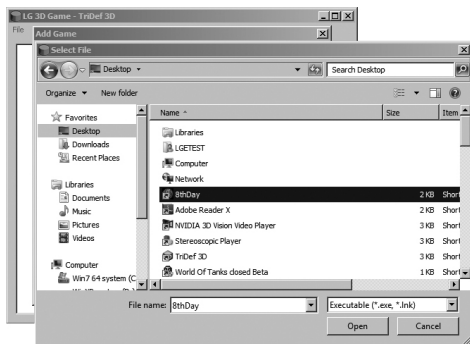 LG 3D Game - TriDef 3D
File
Add Game
Select File
Desktop
Search Desktop
Organize
New folder
Favorites
Desktop
Downloads
Recent Places
Libraries
Documents
Music
Pictures
Videos
Computer
Win7 64 system (C
Name
Size
Item
Libraries
LGETEST
Computer
Network
8thDay 2 KB Short
Adobe Reader X 2 KB Short
NVIDIA 3D Vision Video Player 3 KB Short
Stereoscopic Player 3 KB Short
TriDef 3D 3 KB Short
World Of Tanks closed Beta 1 KB Short
File name: 8thDay
Executable (*.exe, *.lnk)
Open
Cancel